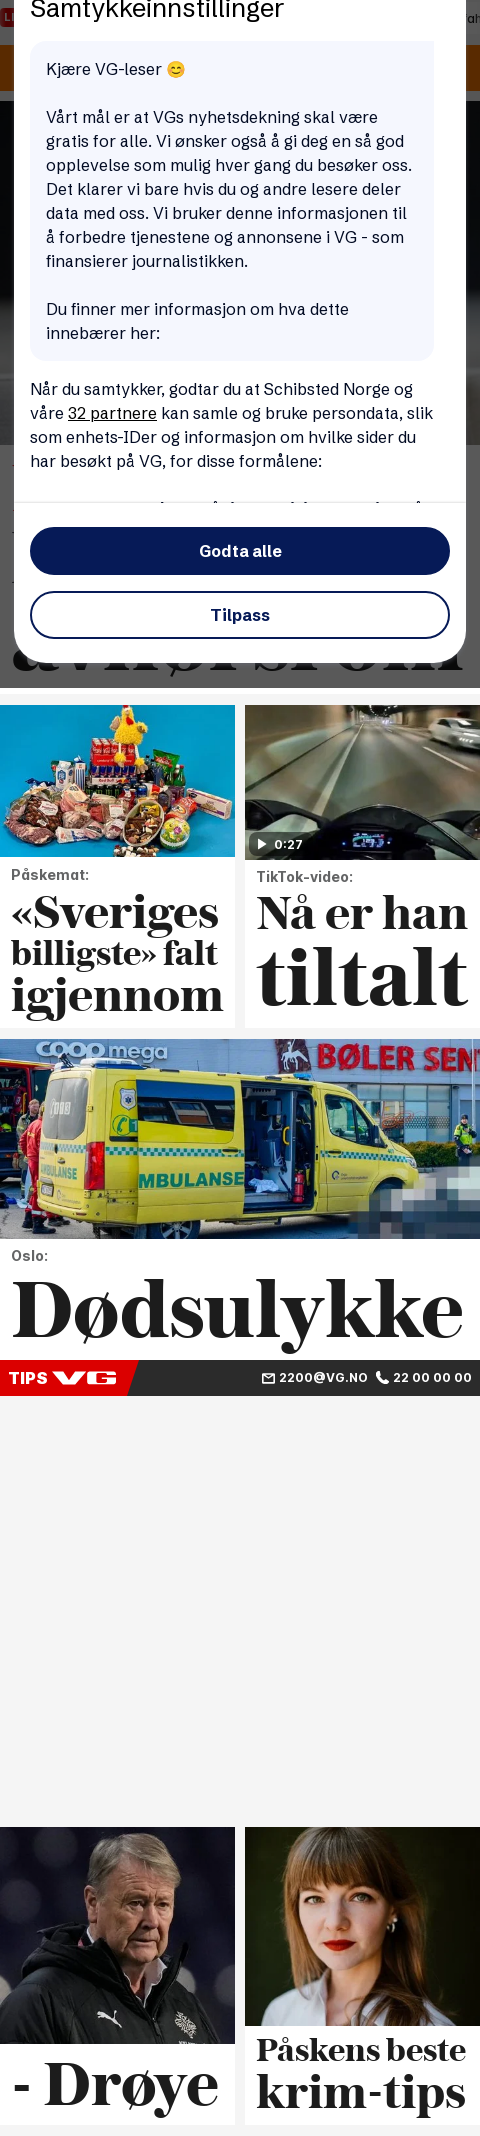 Samtykkeinnstillinger
Kjære VG-leser 😊
Vårt mål er at VGs nyhetsdekning skal være
gratis for alle. Vi ønsker også å gi deg en så god
opplevelse som mulig hver gang du besøker oss.
Det klarer vi bare hvis du og andre lesere deler
data med oss. Vi bruker denne informasjonen til
å forbedre tjenestene og annonsene i VG - som
finansierer journalistikken.
Du finner mer informasjon om hva dette
innebærer her:
Når du samtykker, godtar du at Schibsted Norge og
våre 32 partnere kan samle og bruke persondata, slik
som enhets-IDer og informasjon om hvilke sider du
har besøkt på VG, for disse formålene:
Godta alle
Tilpass
0:27
Påskemat:
«Sveriges
billigste» falt
igjennom
TikTok-video:
Nå er han
tiltalt
coop mega
BØLER SENT
AMBULANSE
Oslo:
Dødsulykke
TIPS VG
2200@VG.NO 22 00 00 00
- Drøye
Påskens beste
krim-tips